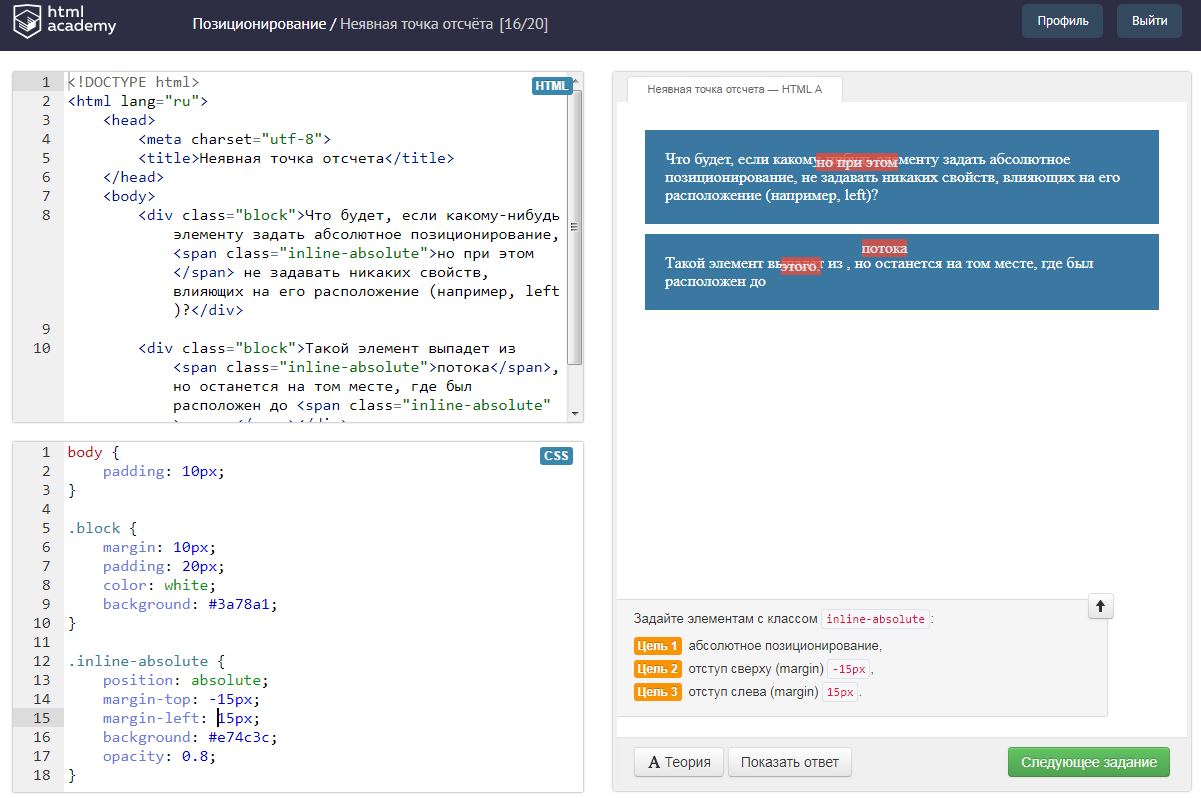 html
academy
Позиционирование / Неявная точка отсчёта [16/20]
Профиль
Выйти
HTML
1 <!DOCTYPE html>
2 <html lang="ru">
3 <head>
4 <meta charset="utf-8">
5 <title>Неявная точка отсчета</title>
6 </head>
7 <body>
8 <div class="block">Что будет, если какому-нибудь
элементу задать абсолютное позиционирование,
<span class="inline-absolute">но при этом
</span> не задавать никаких свойств,
влияющих на его расположение (например, left
)?</div>
9
10 <div class="block">Такой элемент выпадет из
<span class="inline-absolute">потока</span>,
но останется на том месте, где был
расположен до <span class="inline-absolute"
CSS
1 body {
2 padding: 10px;
3 }
4
5 .block {
6 margin: 10px;
7 padding: 20px;
8 color: white;
9 background: #3a78a1;
10 }
11
12 .inline-absolute {
13 position: absolute;
14 margin-top: -15px;
15 margin-left: 15px;
16 background: #e74c3c;
17 opacity: 0.8;
18 }
Неявная точка отсчета — HTML A
Что будет, если каком но при этом менту задать абсолютное
позиционирование, не задавать никаких свойств, влияющих на его
расположение (например, left)?
потока
Такой элемент вы этого. т из , но останется на том месте, где был
расположен до
Задайте элементам с классом inline-absolute:
Цель 1 абсолютное позиционирование,
Цель 2 отступ сверху (margin) -15px,
Цель 3 отступ слева (margin) 15px.
A Теория
Показать ответ
Следующее задание